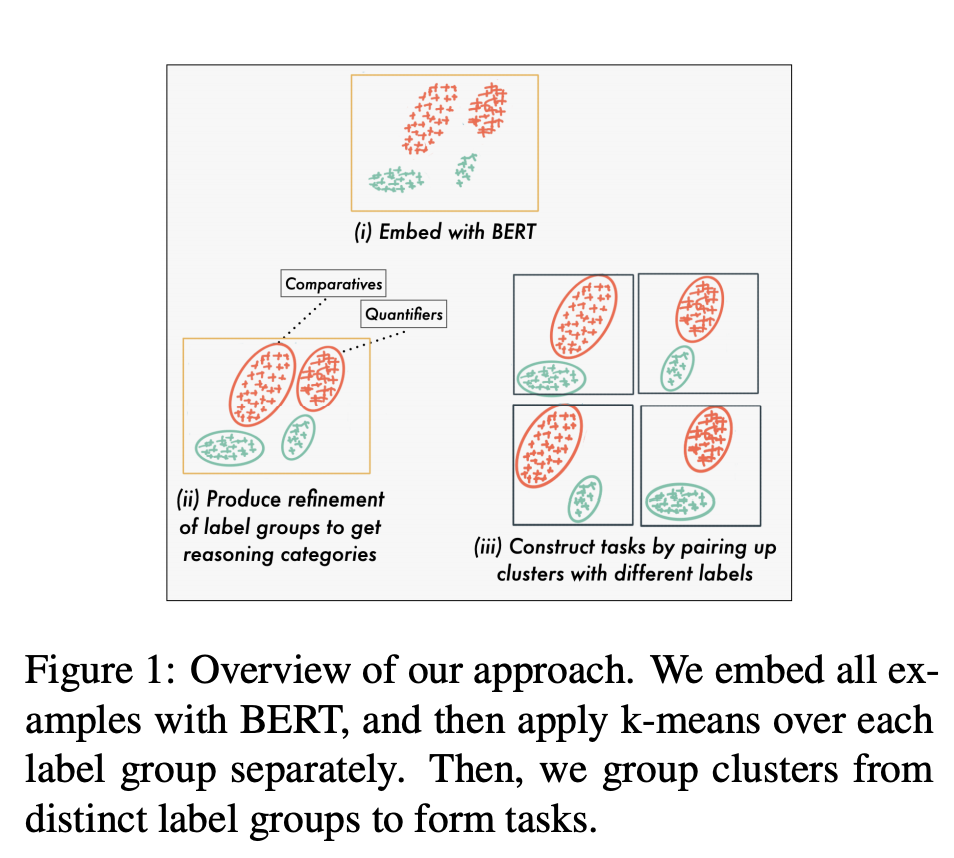 (i) Embed with BERT
Comparatives
Quantifiers
(ii) Produce refinement
of label groups to get
reasoning categories
(iii) Construct tasks by pairing up
clusters with different labels
Figure 1: Overview of our approach. We embed all ex-
amples with BERT, and then apply k-means over each
label group separately. Then, we group clusters from
distinct label groups to form tasks.